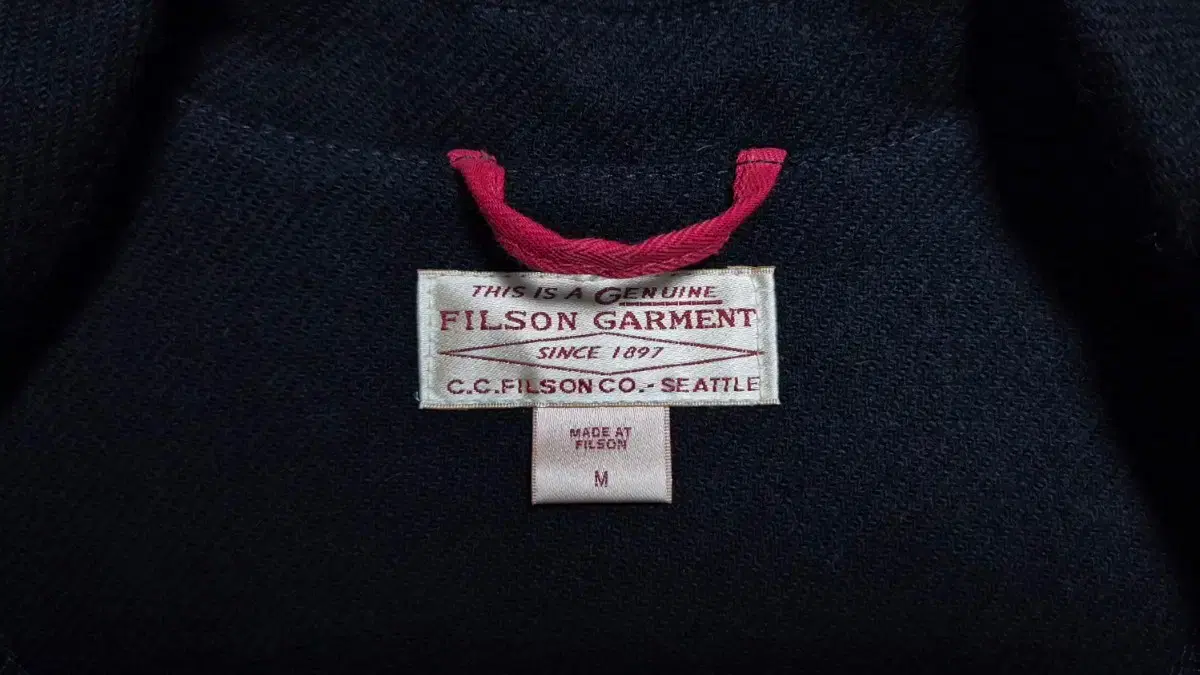 THIS IS A GENUINE
FILSON GARMENT
SINCE 1897
C.C.FILSON CO.- SEATTLE
MADE AT
FILSON
M